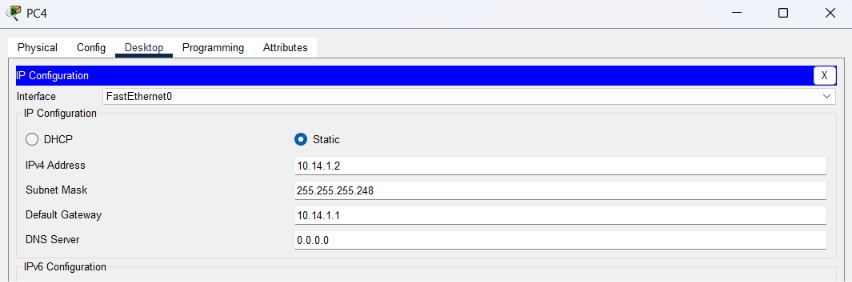 PC4
Physical Config Desktop Programming Attributes
IP Configuration X
Interface FastEthernet0
IP Configuration
DHCP Static
IPv4 Address 10.14.1.2
Subnet Mask 255.255.255.248
Default Gateway 10.14.1.1
DNS Server 0.0.0.0
IPv6 Configuration